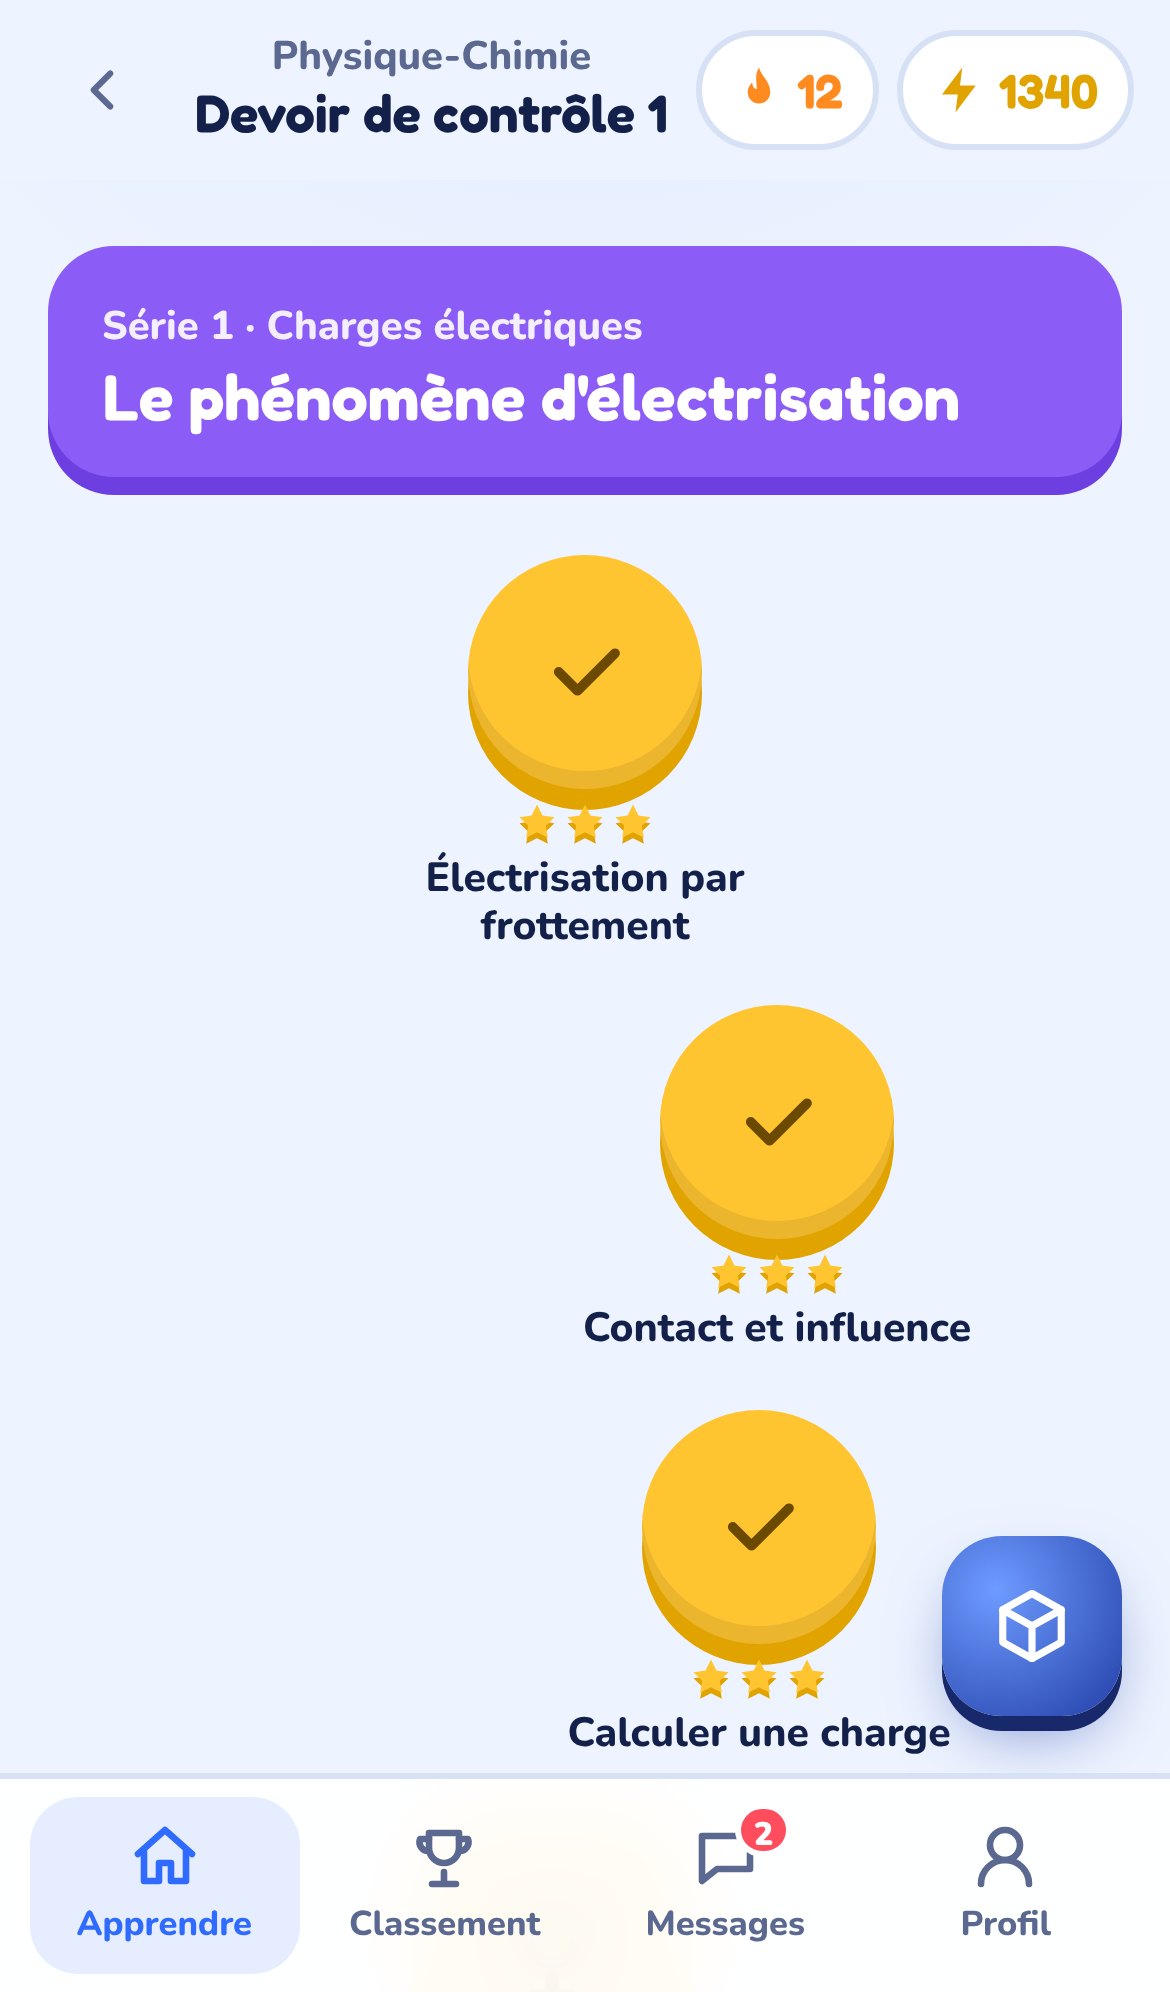 Physique-Chimie
Devoir de contrôle 1
12
1340
Série 1 · Charges électriques
Le phénomène d'électrisation
Électrisation par
frottement
Contact et influence
Calculer une charge
2
Apprendre
Classement
Messages
Profil